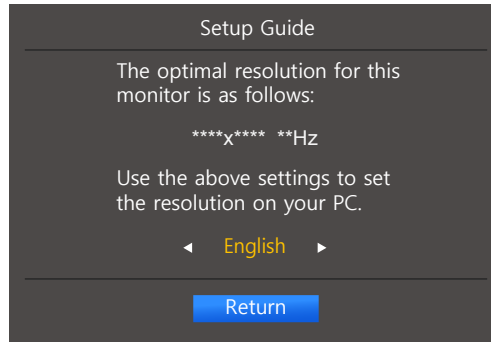 Setup Guide
The optimal resolution for this
monitor is as follows:
****x**** **Hz
Use the above settings to set
the resolution on your PC.
◄ English ►
Return